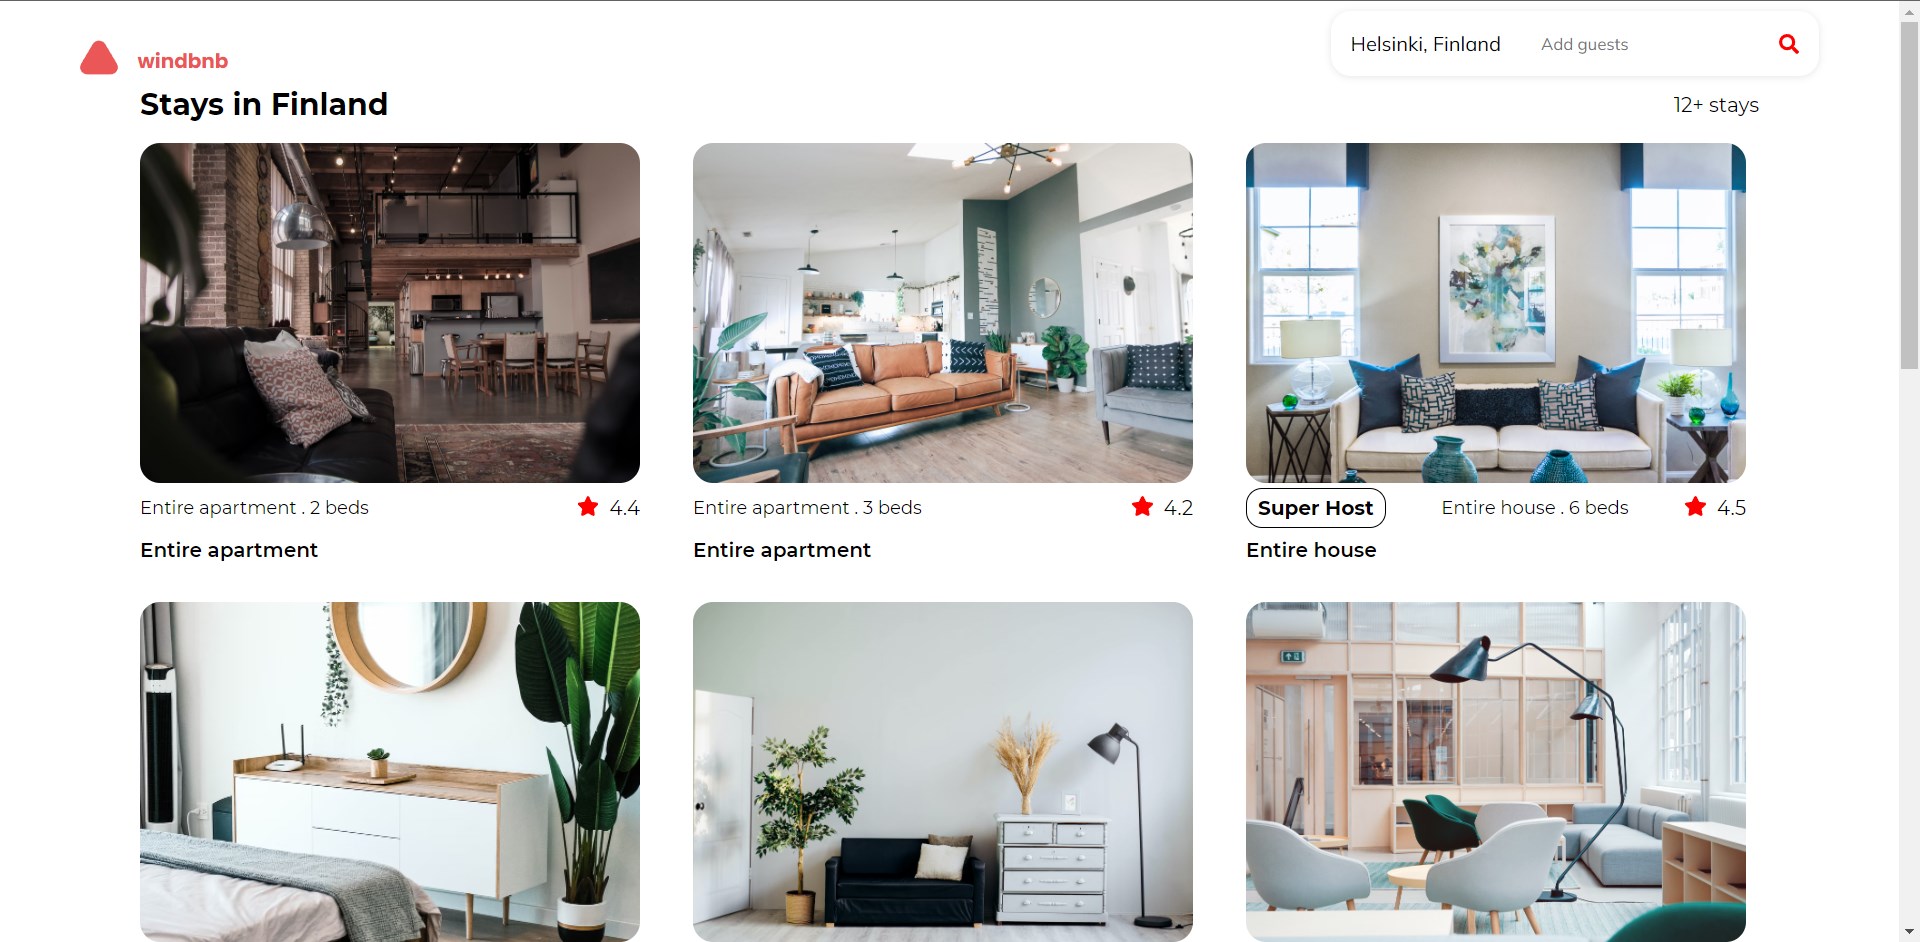 windbnb
Helsinki, Finland
Add guests
Stays in Finland
12+ stays
Entire apartment . 2 beds
4.4
Entire apartment
Entire apartment . 3 beds
4.2
Entire apartment
Super Host
Entire house . 6 beds
4.5
Entire house